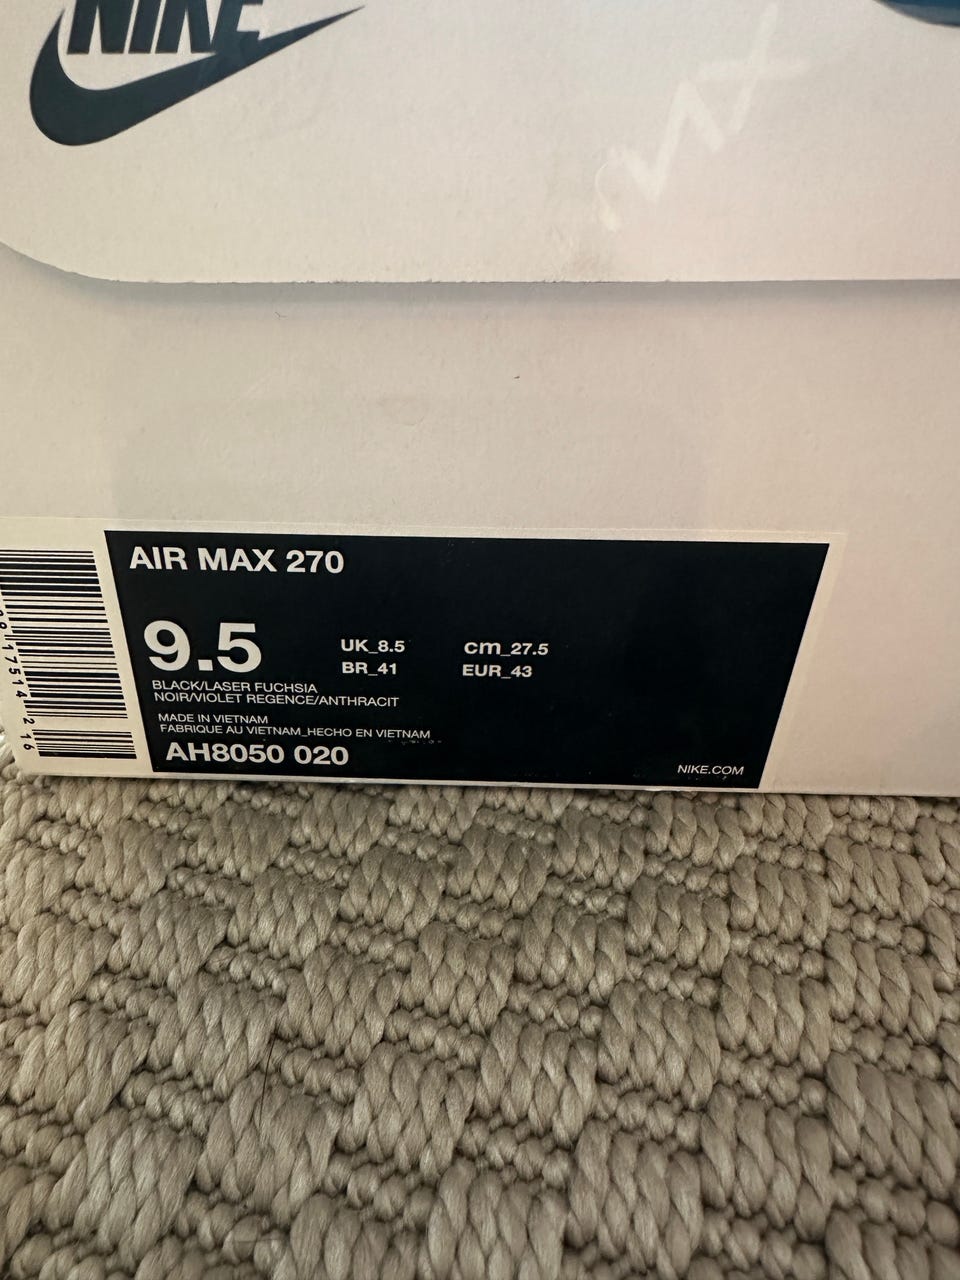 NIKE
AIR MAX 270
9.5
UK_8.5
cm_27.5
BR_41
EUR_43
BLACK/LASER FUCHSIA
NOIR/VIOLET REGENCE/ANTHRACIT
MADE IN VIETNAM
FABRIQUE AU VIETNAM_HECHO EN VIETNAM
AH8050 020
NIKE.COM